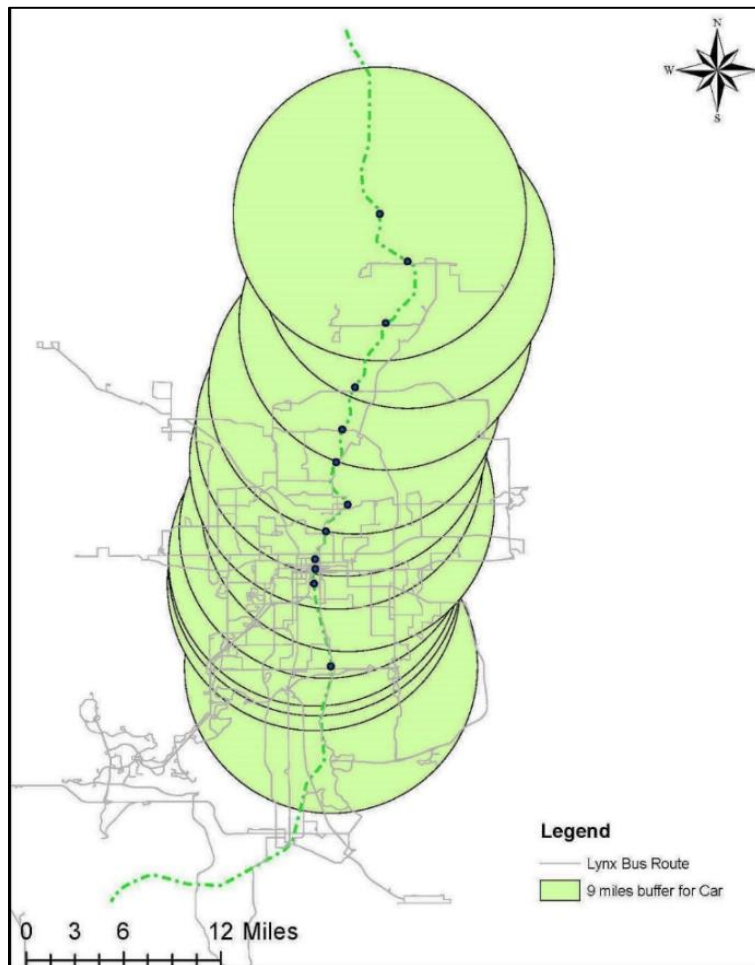 N
W E
S
Legend
Lynx Bus Route
9 miles buffer for Car
0 3 6 12 Miles